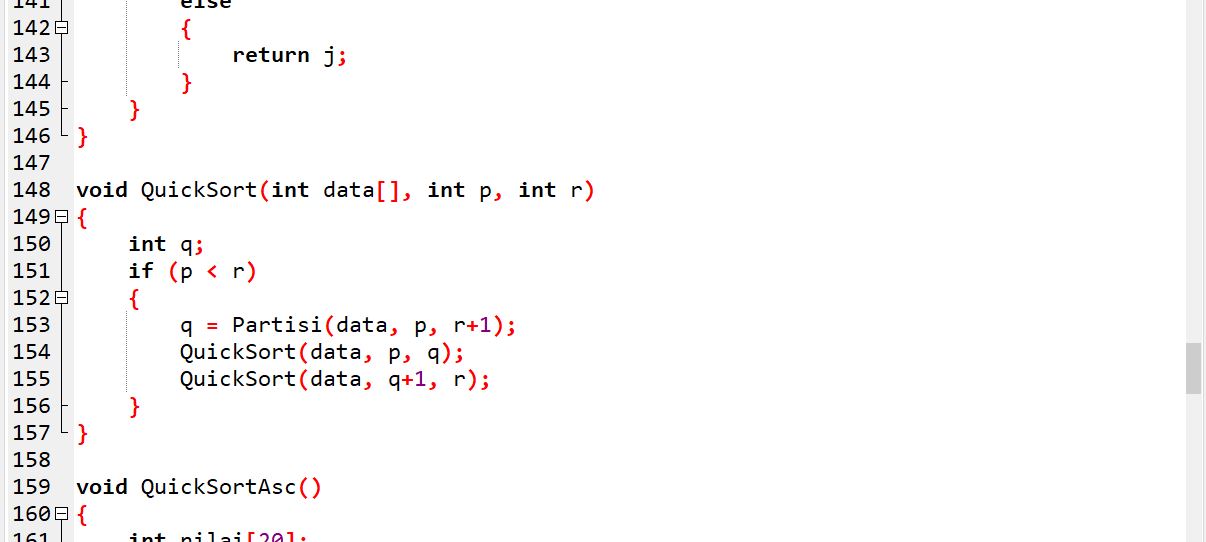 141 else
142 {
143 return j;
144 }
145 }
146 }
147
148 void QuickSort(int data[], int p, int r)
149 {
150 int q;
151 if (p < r)
152 {
153 q = Partisi(data, p, r+1);
154 QuickSort(data, p, q);
155 QuickSort(data, q+1, r);
156 }
157 }
158
159 void QuickSortAsc()
160 {
161 int nilai[20];